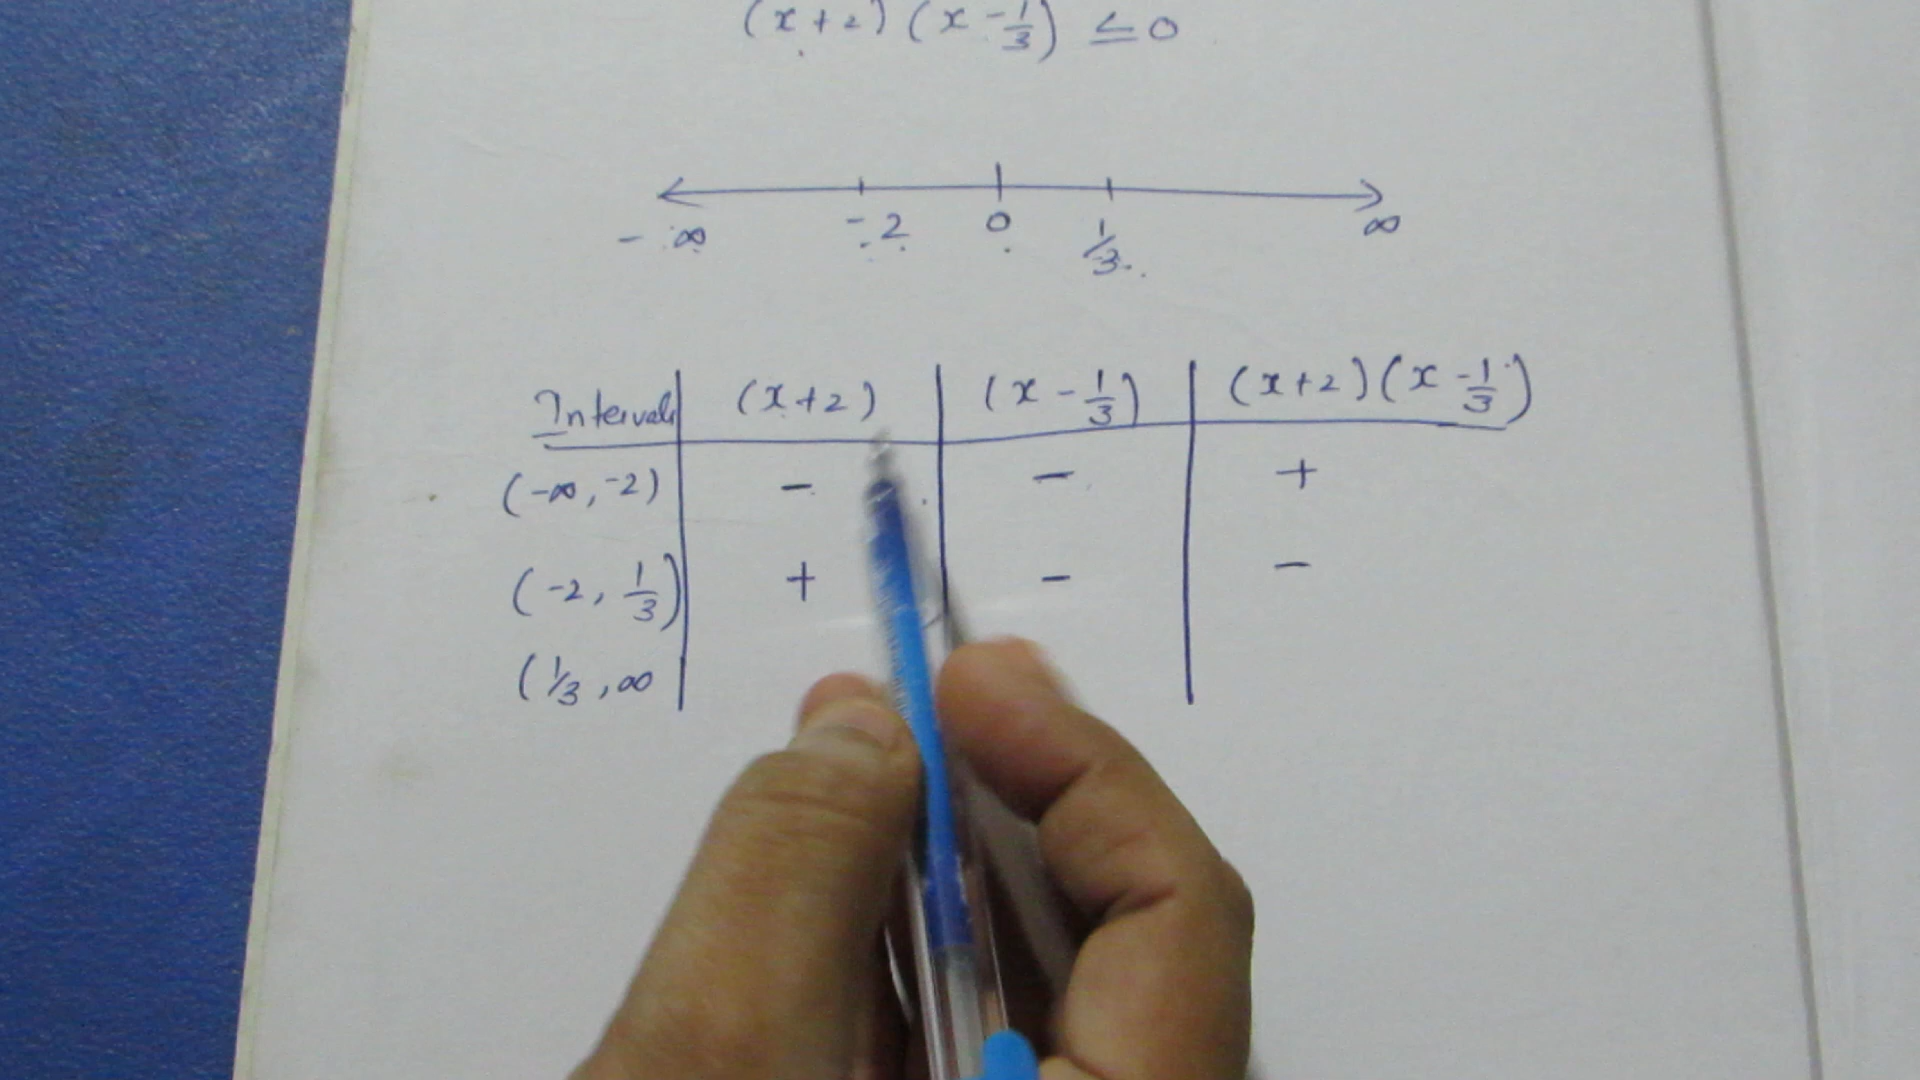 (x+2)(x-1/3) ≤ 0
-∞ -2 0 1/3 ∞
Intervals (x+2) (x-1/3) (x+2)(x-1/3)
(-∞,-2) - - +
(-2, 1/3) + - -
(1/3,∞